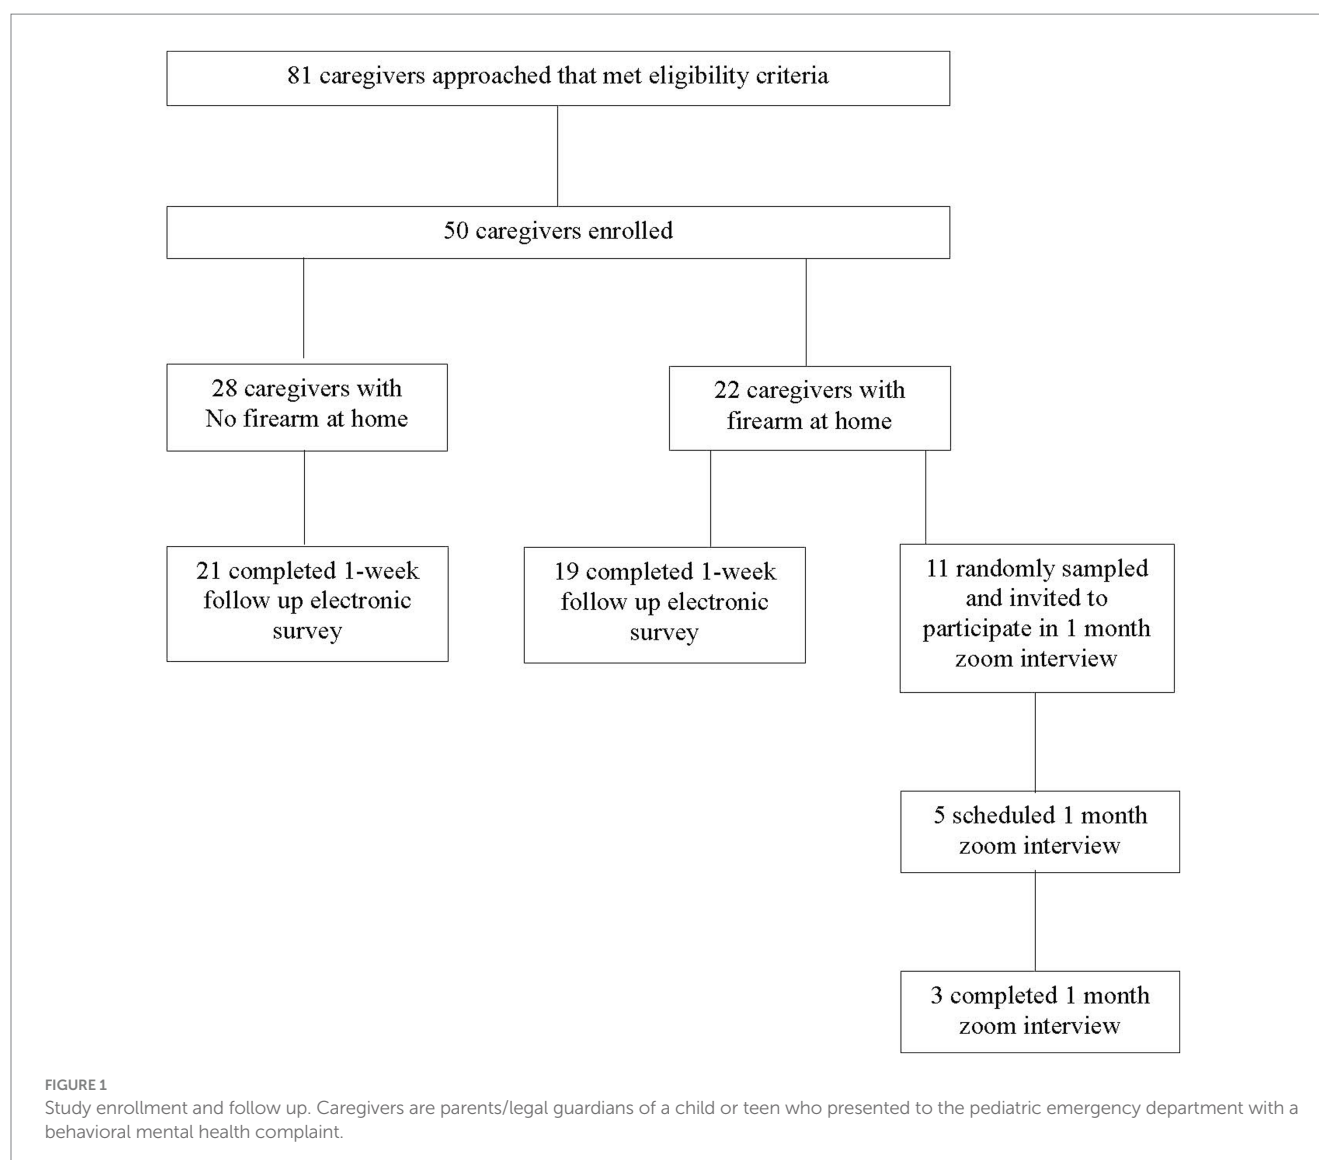 81 caregivers approached that met eligibility criteria
50 caregivers enrolled
28 caregivers with
No firearm at home
22 caregivers with
firearm at home
21 completed 1-week
follow up electronic
survey
19 completed 1-week
follow up electronic
survey
11 randomly sampled
and invited to
participate in 1 month
zoom interview
5 scheduled 1 month
zoom interview
3 completed 1 month
zoom interview
FIGURE 1
Study enrollment and follow up. Caregivers are parents/legal guardians of a child or teen who presented to the pediatric emergency department with a
behavioral mental health complaint.